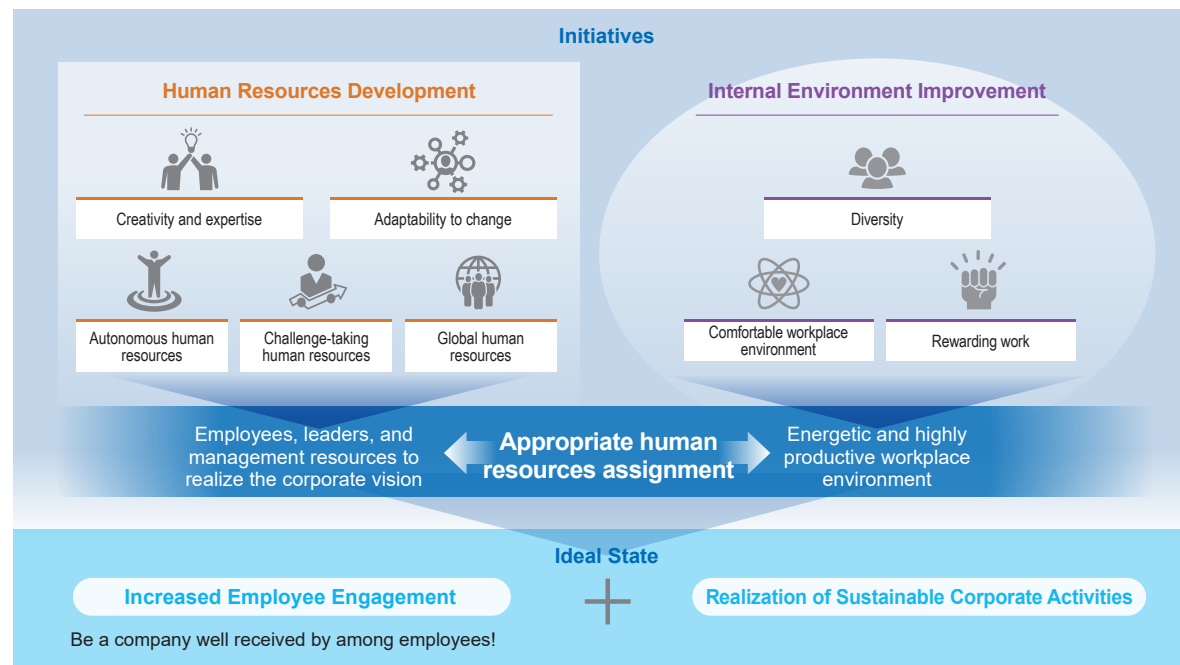 Initiatives
Human Resources Development
Creativity and expertise
Adaptability to change
Autonomous human
resources
Challenge-taking
human resources
Global human
resources
Internal Environment Improvement
Diversity
Comfortable workplace
environment
Rewarding work
Employees, leaders, and
management resources to
realize the corporate vision
Appropriate human
resources assignment
Energetic and highly
productive workplace
environment
Ideal State
Increased Employee Engagement
Be a company well received by among employees!
Realization of Sustainable Corporate Activities